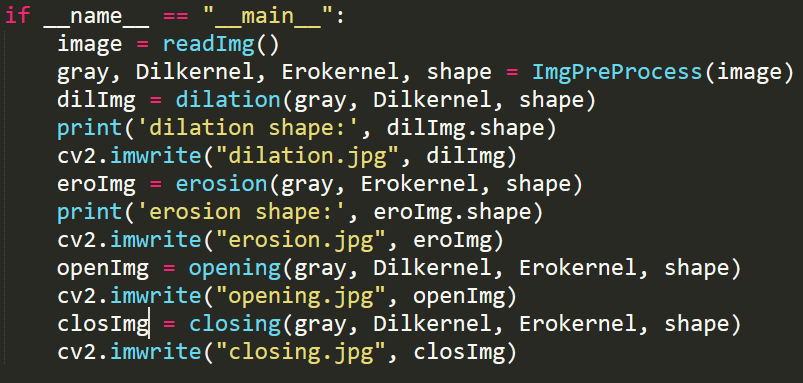 if __name__ == "__main__":
    image = readImg()
    gray, Dilkernel, Erokernel, shape = ImgPreProcess(image)
    dilImg = dilation(gray, Dilkernel, shape)
    print('dilation shape:', dilImg.shape)
    cv2.imwrite("dilation.jpg", dilImg)
    eroImg = erosion(gray, Erokernel, shape)
    print('erosion shape:', eroImg.shape)
    cv2.imwrite("erosion.jpg", eroImg)
    openImg = opening(gray, Dilkernel, Erokernel, shape)
    cv2.imwrite("opening.jpg", openImg)
    closImg = closing(gray, Dilkernel, Erokernel, shape)
    cv2.imwrite("closing.jpg", closImg)